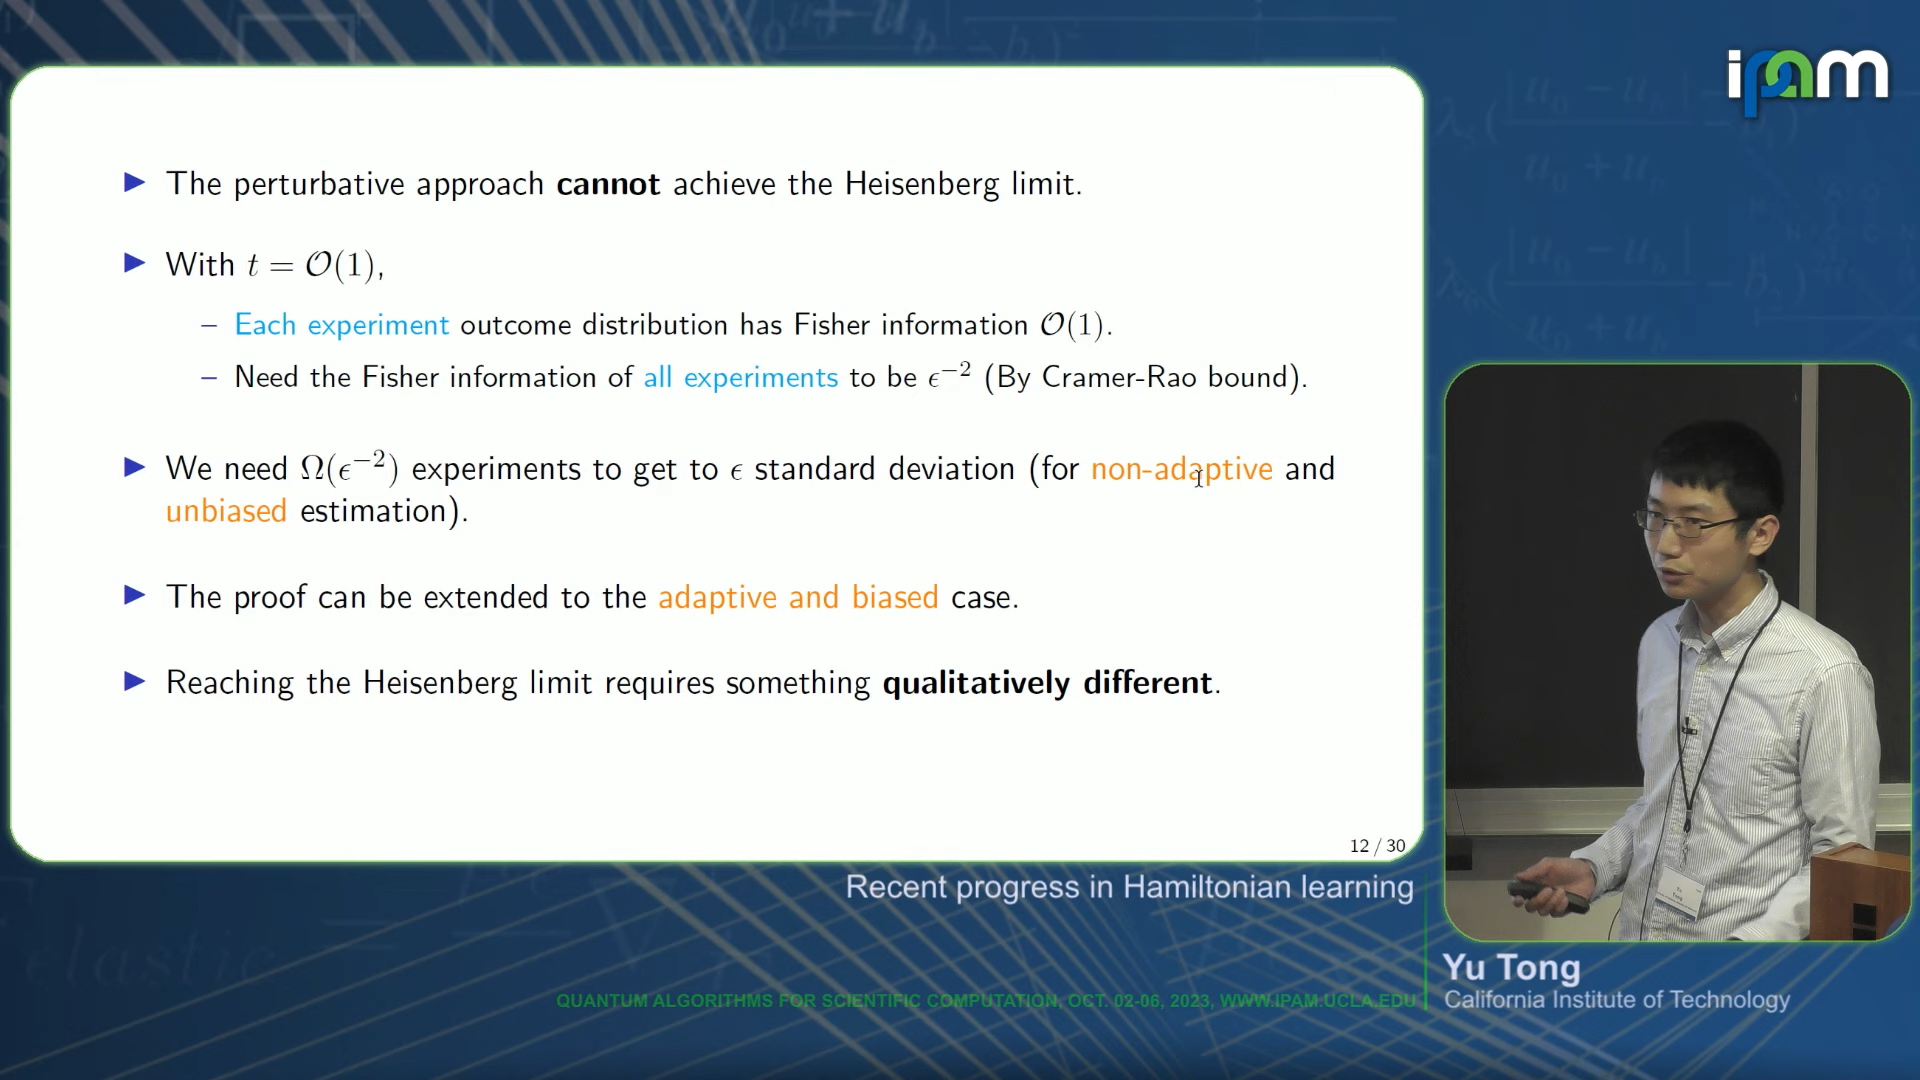 ipam
▶ The perturbative approach cannot achieve the Heisenberg limit.
▶ With t = 𝒪(1),
– Each experiment outcome distribution has Fisher information 𝒪(1).
– Need the Fisher information of all experiments to be ϵ⁻² (By Cramer-Rao bound).
▶ We need Ω(ϵ⁻²) experiments to get to ϵ standard deviation (for non-adaptive and
unbiased estimation).
▶ The proof can be extended to the adaptive and biased case.
▶ Reaching the Heisenberg limit requires something qualitatively different.
12 / 30
Recent progress in Hamiltonian learning
Yu Tong
California Institute of Technology
QUANTUM ALGORITHMS FOR SCIENTIFIC COMPUTATION, OCT. 02-06, 2023, WWW.IPAM.UCLA.EDU
elastic
Yu
Tong